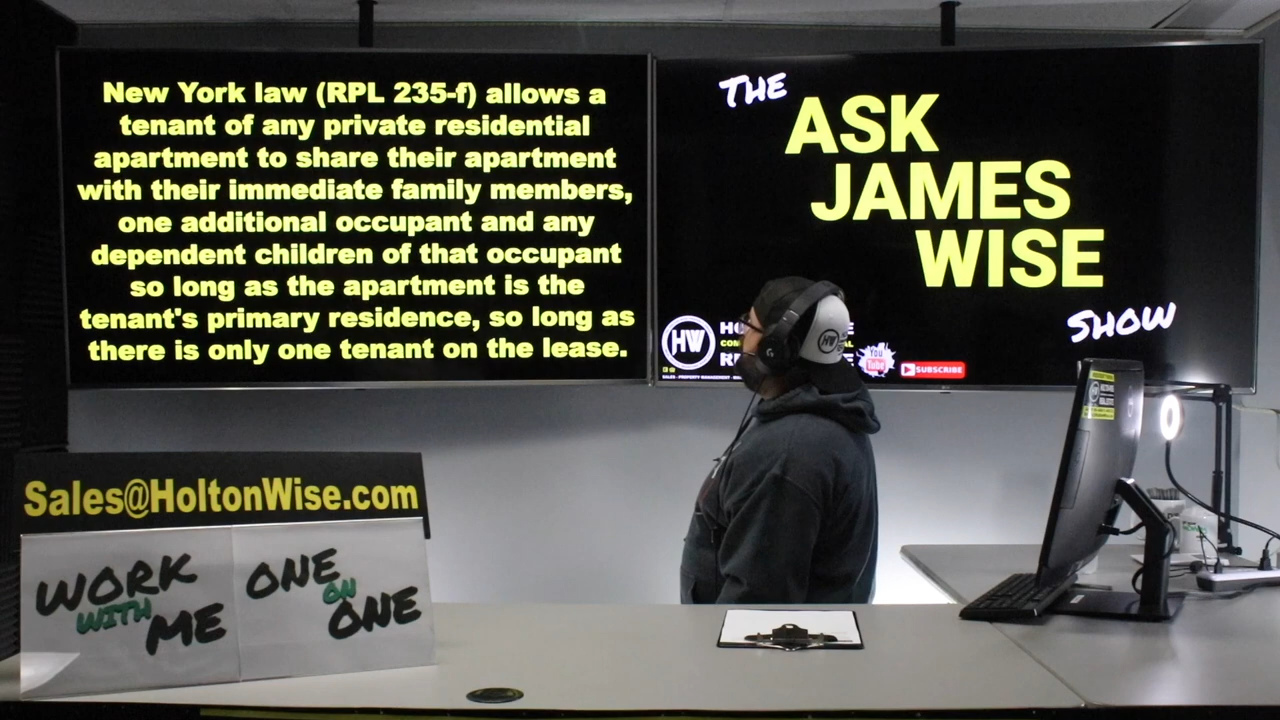 New York law (RPL 235-f) allows a
tenant of any private residential
apartment to share their apartment
with their immediate family members,
one additional occupant and any
dependent children of that occupant
so long as the apartment is the
tenant's primary residence, so long as
there is only one tenant on the lease.
THE
ASK
JAMES
WISE
SHOW
HW
You
Tube
SUBSCRIBE
HW
Sales@HoltonWise.com
WORK
WITH
ME
ONE
ON
ONE